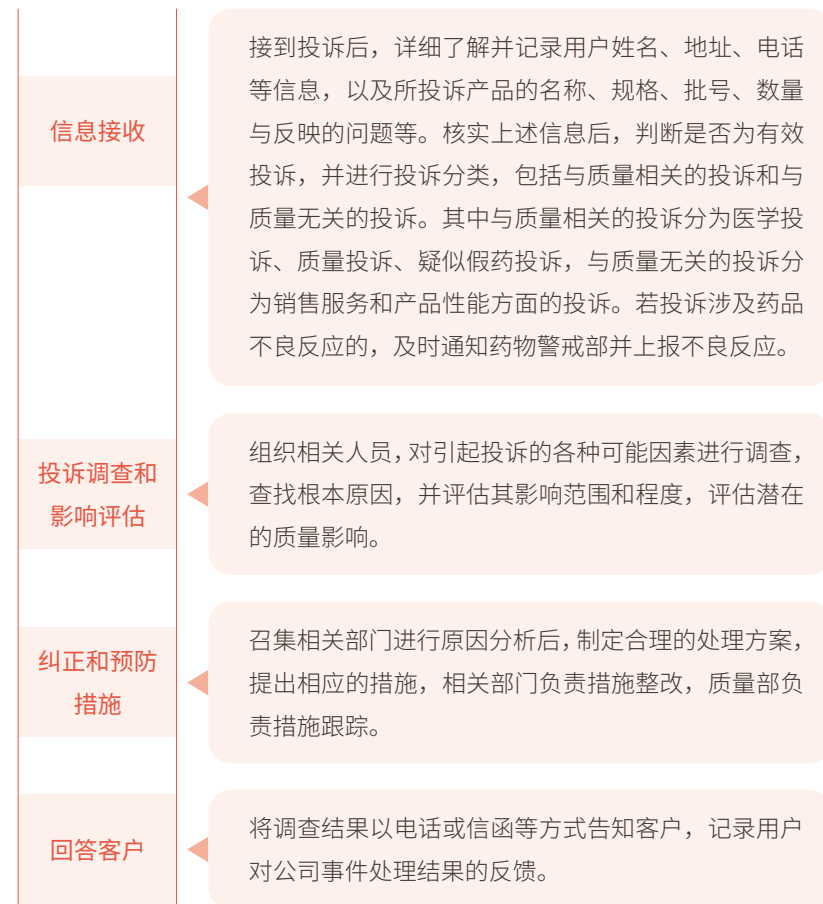 信息接收
接到投诉后，详细了解并记录用户姓名、地址、电话
等信息，以及所投诉产品的名称、规格、批号、数量
与反映的问题等。核实上述信息后，判断是否为有效
投诉，并进行投诉分类，包括与质量相关的投诉和与
质量无关的投诉。其中与质量相关的投诉分为医学投
诉、质量投诉、疑似假药投诉，与质量无关的投诉分
为销售服务和产品性能方面的投诉。若投诉涉及药品
不良反应的，及时通知药物警戒部并上报不良反应。
投诉调查和
影响评估
组织相关人员，对引起投诉的各种可能因素进行调查，
查找根本原因，并评估其影响范围和程度，评估潜在
的质量影响。
纠正和预防
措施
召集相关部门进行原因分析后，制定合理的处理方案，
提出相应的措施，相关部门负责措施整改，质量部负
责措施跟踪。
回答客户
将调查结果以电话或信函等方式告知客户，记录用户
对公司事件处理结果的反馈。